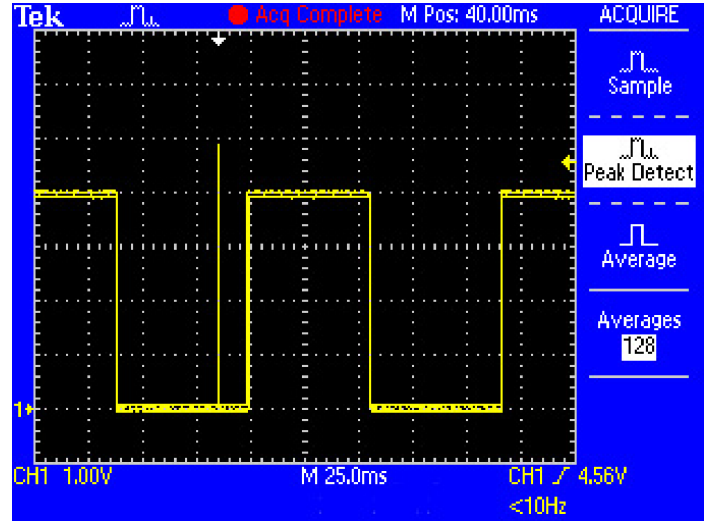 Tek Acq Complete M Pos: 40.00ms ACQUIRE
Sample
Peak Detect
Average
Averages
128
1
CH1 1.00V M 25.0ms CH1 4.56V
<10Hz